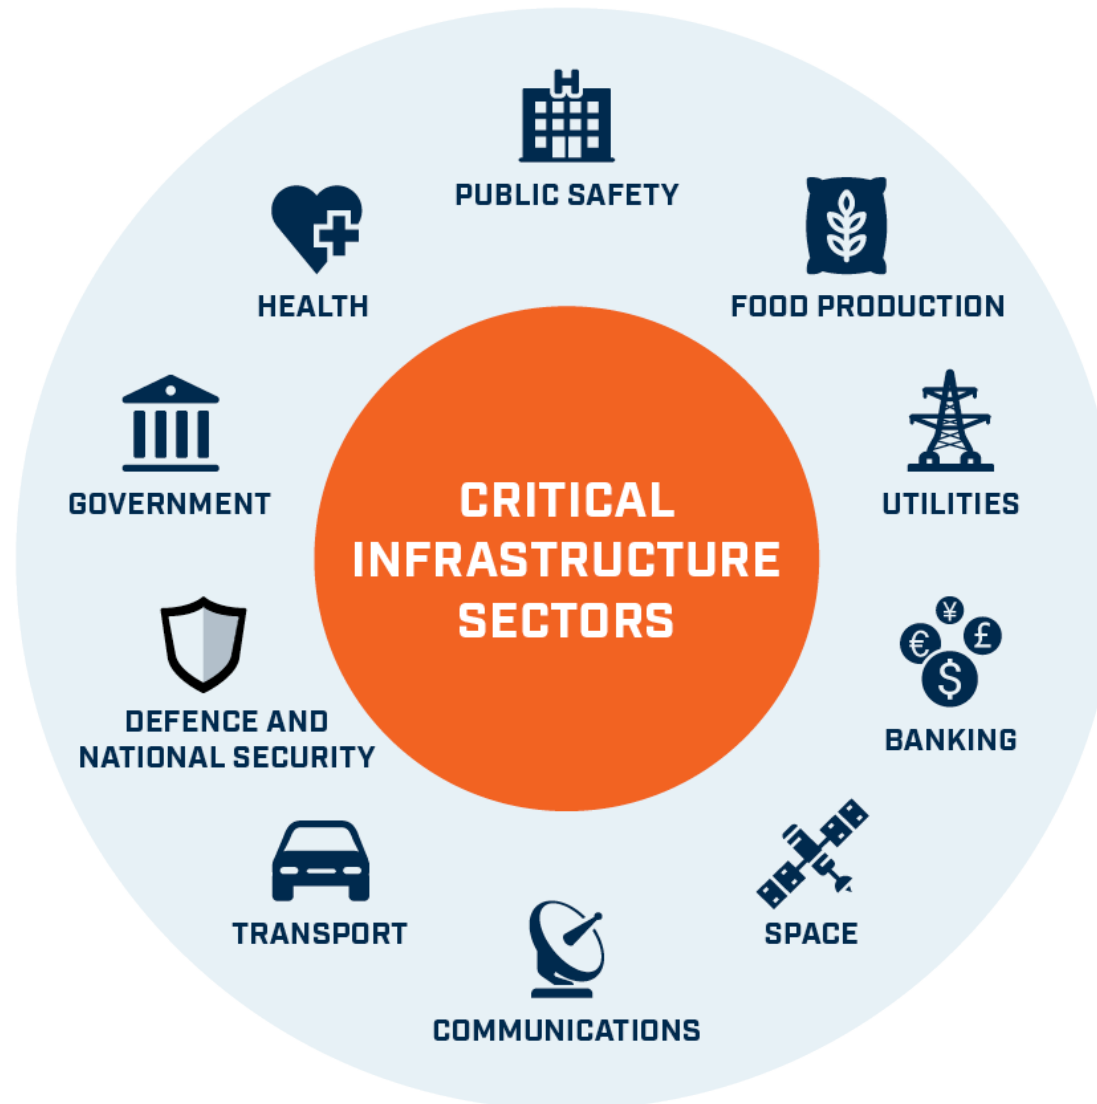 H
PUBLIC SAFETY
HEALTH
FOOD PRODUCTION
GOVERNMENT
UTILITIES
CRITICAL
INFRASTRUCTURE
SECTORS
¥
€
£
$
DEFENCE AND
NATIONAL SECURITY
BANKING
TRANSPORT
SPACE
COMMUNICATIONS